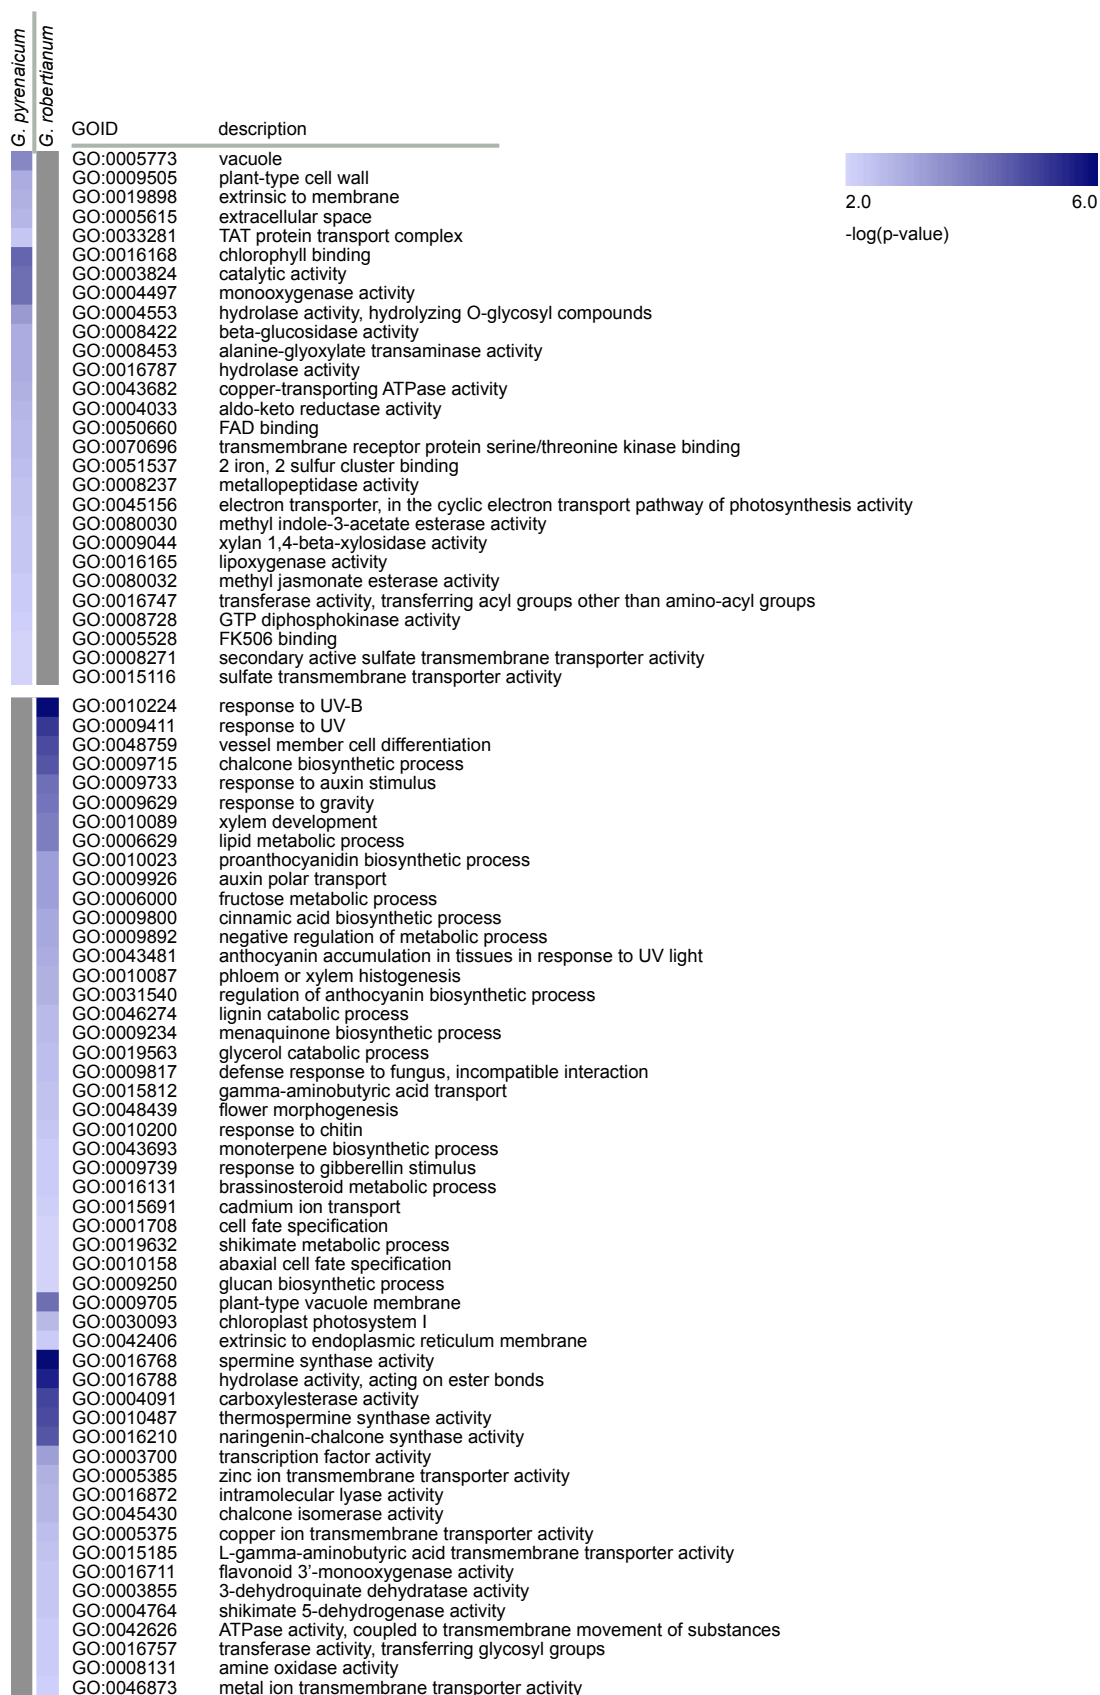 G. pyrenaicum
G. robertianum
GOID description
GO:0005773 vacuole
GO:0009505 plant-type cell wall
GO:0019898 extrinsic to membrane
GO:0005615 extracellular space
GO:0033281 TAT protein transport complex
GO:0016168 chlorophyll binding
GO:0003824 catalytic activity
GO:0004497 monooxygenase activity
GO:0004553 hydrolase activity, hydrolyzing O-glycosyl compounds
GO:0008422 beta-glucosidase activity
GO:0008453 alanine-glyoxylate transaminase activity
GO:0016787 hydrolase activity
GO:0043682 copper-transporting ATPase activity
GO:0004033 aldo-keto reductase activity
GO:0050660 FAD binding
GO:0070696 transmembrane receptor protein serine/threonine kinase binding
GO:0051537 2 iron, 2 sulfur cluster binding
GO:0008237 metallopeptidase activity
GO:0045156 electron transporter, in the cyclic electron transport pathway of photosynthesis activity
GO:0080030 methyl indole-3-acetate esterase activity
GO:0009044 xylan 1,4-beta-xylosidase activity
GO:0016165 lipoxygenase activity
GO:0080032 methyl jasmonate esterase activity
GO:0016747 transferase activity, transferring acyl groups other than amino-acyl groups
GO:0008728 GTP diphosphokinase activity
GO:0005528 FK506 binding
GO:0008271 secondary active sulfate transmembrane transporter activity
GO:0015116 sulfate transmembrane transporter activity
GO:0010224 response to UV-B
GO:0009411 response to UV
GO:0048759 vessel member cell differentiation
GO:0009715 chalcone biosynthetic process
GO:0009733 response to auxin stimulus
GO:0009629 response to gravity
GO:0010089 xylem development
GO:0006629 lipid metabolic process
GO:0010023 proanthocyanidin biosynthetic process
GO:0009926 auxin polar transport
GO:0006000 fructose metabolic process
GO:0009800 cinnamic acid biosynthetic process
GO:0009892 negative regulation of metabolic process
GO:0043481 anthocyanin accumulation in tissues in response to UV light
GO:0010087 phloem or xylem histogenesis
GO:0031540 regulation of anthocyanin biosynthetic process
GO:0046274 lignin catabolic process
GO:0009234 menaquinone biosynthetic process
GO:0019563 glycerol catabolic process
GO:0009817 defense response to fungus, incompatible interaction
GO:0015812 gamma-aminobutyric acid transport
GO:0048439 flower morphogenesis
GO:0010200 response to chitin
GO:0043693 monoterpene biosynthetic process
GO:0009739 response to gibberellin stimulus
GO:0016131 brassinosteroid metabolic process
GO:0015691 cadmium ion transport
GO:0001708 cell fate specification
GO:0019632 shikimate metabolic process
GO:0010158 abaxial cell fate specification
GO:0009250 glucan biosynthetic process
GO:0009705 plant-type vacuole membrane
GO:0030093 chloroplast photosystem I
GO:0042406 extrinsic to endoplasmic reticulum membrane
GO:0016768 spermine synthase activity
GO:0016788 hydrolase activity, acting on ester bonds
GO:0004091 carboxylesterase activity
GO:0010487 thermospermine synthase activity
GO:0016210 naringenin-chalcone synthase activity
GO:0003700 transcription factor activity
GO:0005385 zinc ion transmembrane transporter activity
GO:0016872 intramolecular lyase activity
GO:0045430 chalcone isomerase activity
GO:0005375 copper ion transmembrane transporter activity
GO:0015185 L-gamma-aminobutyric acid transmembrane transporter activity
GO:0016711 flavonoid 3'-monooxygenase activity
GO:0003855 3-dehydroquinate dehydratase activity
GO:0004764 shikimate 5-dehydrogenase activity
GO:0042626 ATPase activity, coupled to transmembrane movement of substances
GO:0016757 transferase activity, transferring glycosyl groups
GO:0008131 amine oxidase activity
GO:0046873 metal ion transmembrane transporter activity
2.0 6.0
-log(p-value)